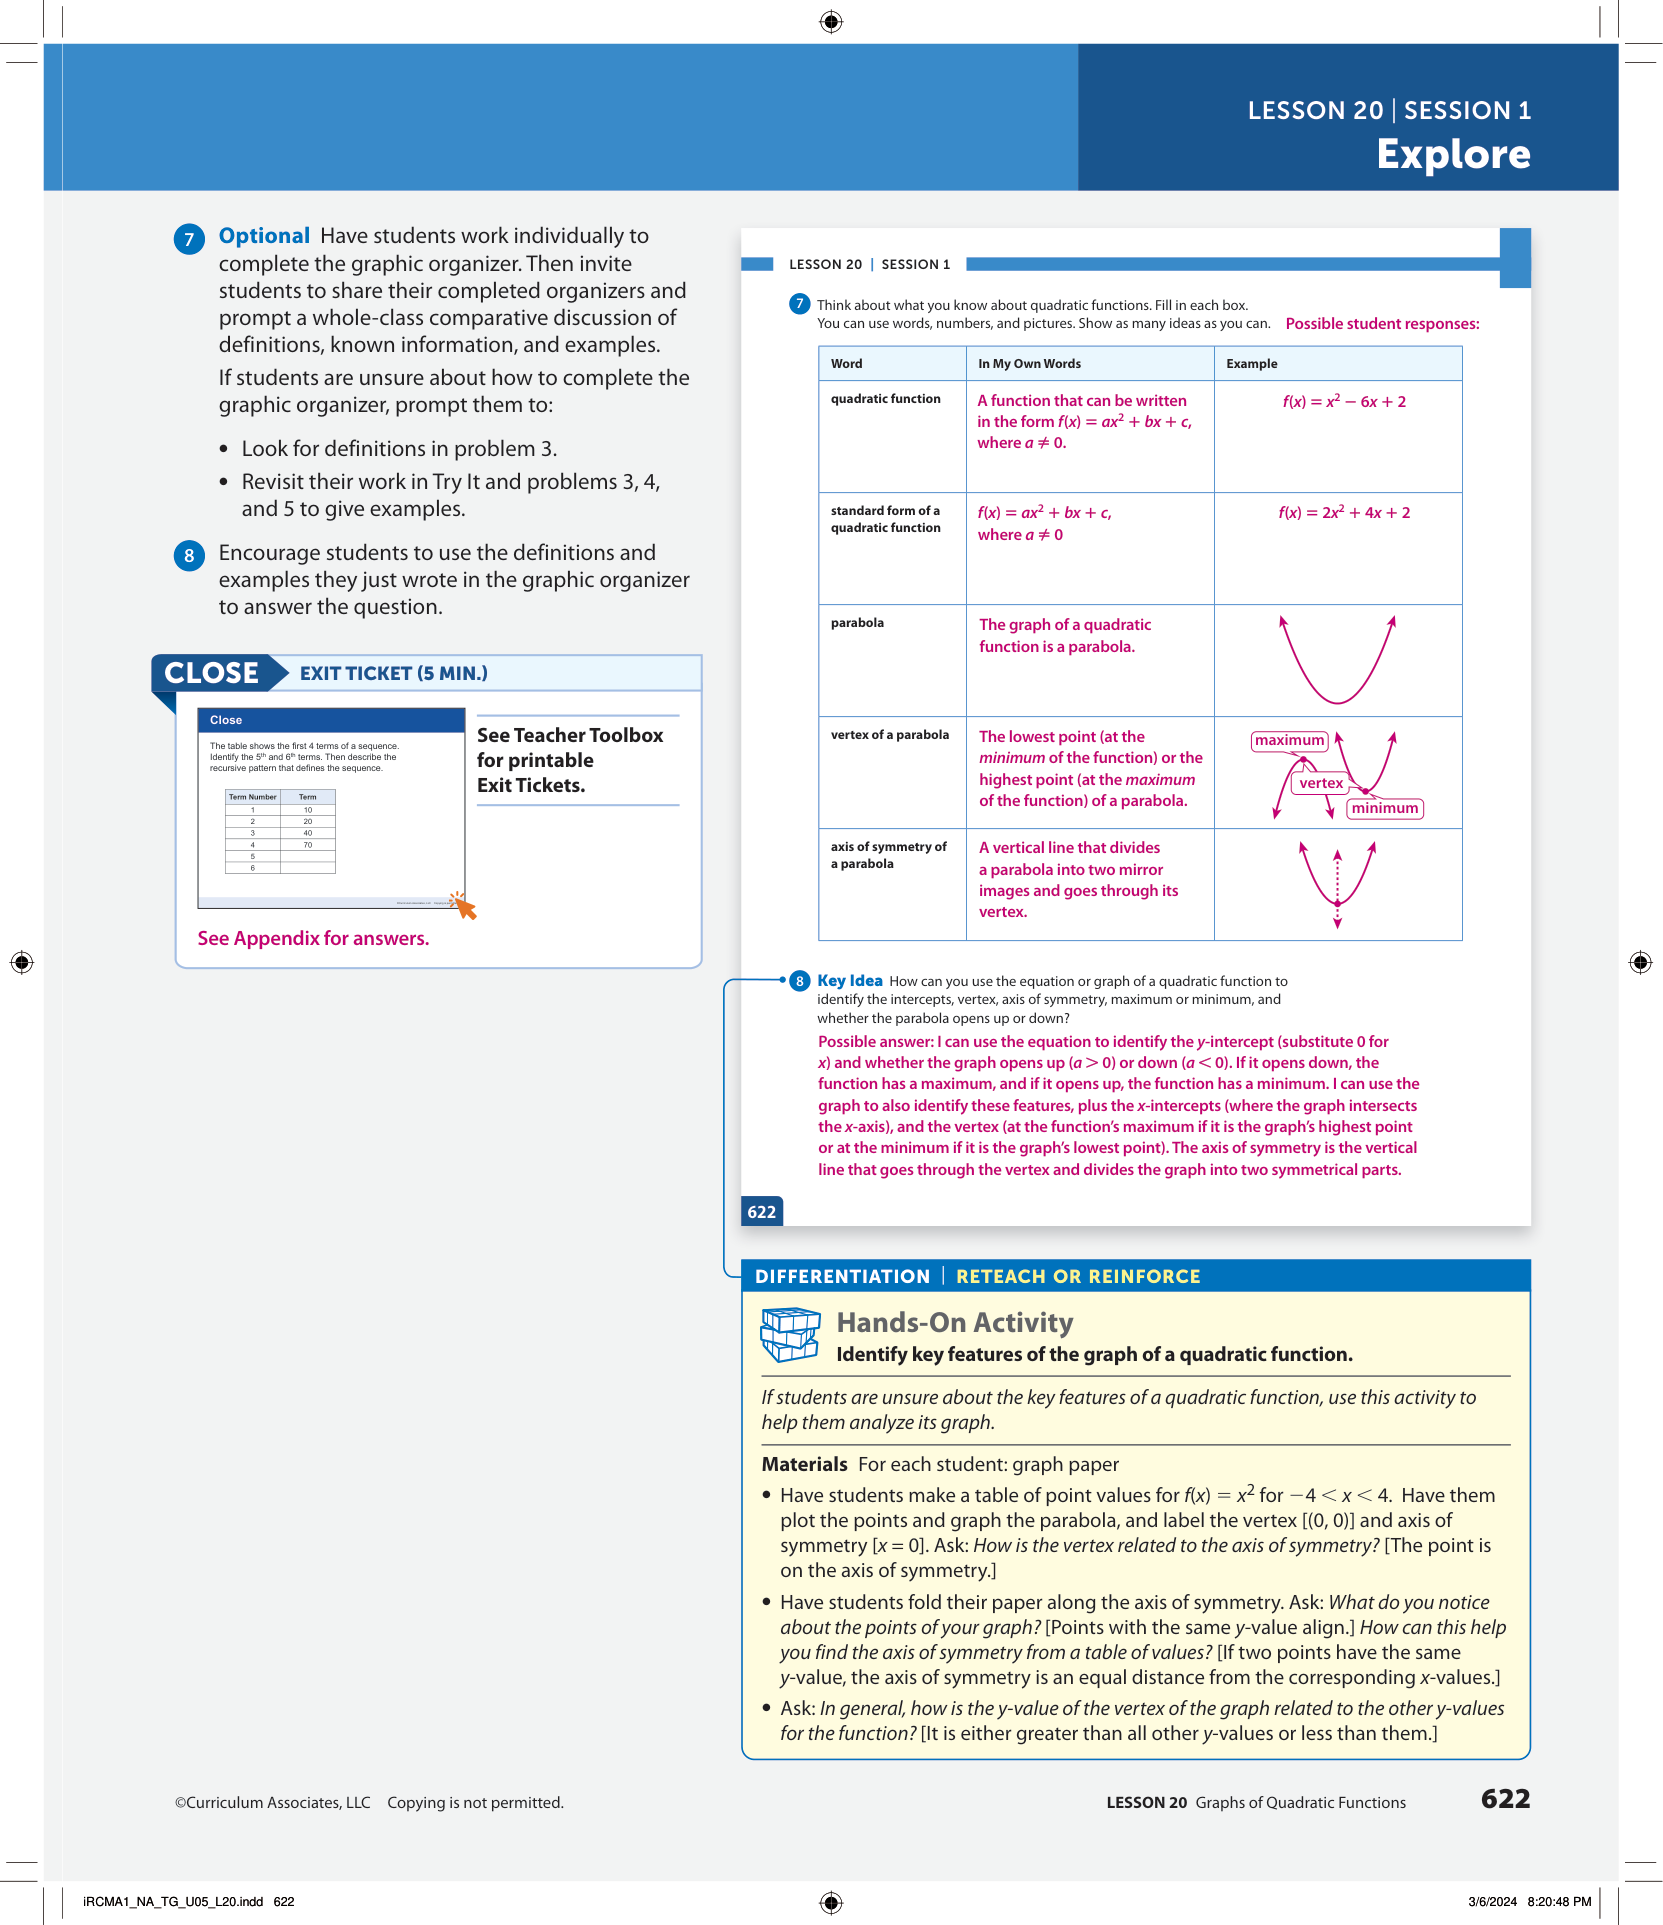 LESSON 20 | SESSION 1
Explore
7 Optional Have students work individually to
complete the graphic organizer. Then invite
students to share their completed organizers and
prompt a whole-class comparative discussion of
definitions, known information, and examples.
If students are unsure about how to complete the
graphic organizer, prompt them to:
• Look for definitions in problem 3.
• Revisit their work in Try It and problems 3, 4,
and 5 to give examples.
8 Encourage students to use the definitions and
examples they just wrote in the graphic organizer
to answer the question.
CLOSE EXIT TICKET (5 MIN.)
Close
The table shows the first 4 terms of a sequence.
Identify the 5th and 6th terms. Then describe the
recursive pattern that defines the sequence.
Term Number Term
1 10
2 20
3 40
4 70
5
6
See Teacher Toolbox
for printable
Exit Tickets.
See Appendix for answers.
LESSON 20 | SESSION 1
7 Think about what you know about quadratic functions. Fill in each box.
You can use words, numbers, and pictures. Show as many ideas as you can. Possible student responses:
Word In My Own Words Example
quadratic function
A function that can be written
in the form f(x) = ax² + bx + c,
where a ≠ 0.
f(x) = x² − 6x + 2
standard form of a
quadratic function
f(x) = ax² + bx + c,
where a ≠ 0
f(x) = 2x² + 4x + 2
parabola
The graph of a quadratic
function is a parabola.
vertex of a parabola
The lowest point (at the
minimum of the function) or the
highest point (at the maximum
of the function) of a parabola.
maximum
vertex
minimum
axis of symmetry of
a parabola
A vertical line that divides
a parabola into two mirror
images and goes through its
vertex.
8 Key Idea How can you use the equation or graph of a quadratic function to
identify the intercepts, vertex, axis of symmetry, maximum or minimum, and
whether the parabola opens up or down?
Possible answer: I can use the equation to identify the y-intercept (substitute 0 for
x) and whether the graph opens up (a > 0) or down (a < 0). If it opens down, the
function has a maximum, and if it opens up, the function has a minimum. I can use the
graph to also identify these features, plus the x-intercepts (where the graph intersects
the x-axis), and the vertex (at the function's maximum if it is the graph's highest point
or at the minimum if it is the graph's lowest point). The axis of symmetry is the vertical
line that goes through the vertex and divides the graph into two symmetrical parts.
622
DIFFERENTIATION | RETEACH OR REINFORCE
Hands-On Activity
Identify key features of the graph of a quadratic function.
If students are unsure about the key features of a quadratic function, use this activity to
help them analyze its graph.
Materials For each student: graph paper
• Have students make a table of point values for f(x) = x² for −4 < x < 4. Have them
plot the points and graph the parabola, and label the vertex [(0, 0)] and axis of
symmetry [x = 0]. Ask: How is the vertex related to the axis of symmetry? [The point is
on the axis of symmetry.]
• Have students fold their paper along the axis of symmetry. Ask: What do you notice
about the points of your graph? [Points with the same y-value align.] How can this help
you find the axis of symmetry from a table of values? [If two points have the same
y-value, the axis of symmetry is an equal distance from the corresponding x-values.]
• Ask: In general, how is the y-value of the vertex of the graph related to the other y-values
for the function? [It is either greater than all other y-values or less than them.]
©Curriculum Associates, LLC Copying is not permitted.
LESSON 20 Graphs of Quadratic Functions 622
iRCMA1_NA_TG_U05_L20.indd 622
3/6/2024 8:20:48 PM